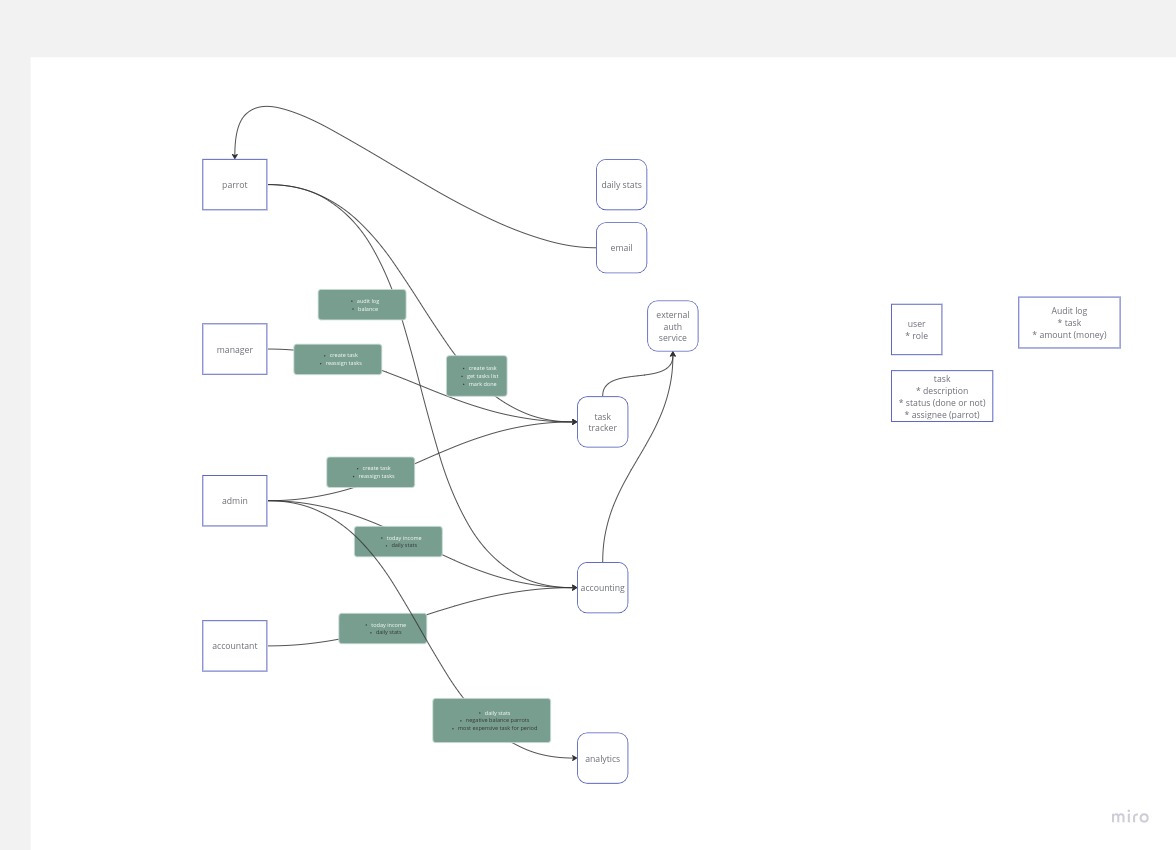 parrot
daily stats
email
• audit log
• balance
external
auth
service
user
* role
Audit log
* task
* amount (money)
manager
• create task
• reassign tasks
• create task
• get tasks list
• mark done
task
* description
* status (done or not)
* assignee (parrot)
task
tracker
• create task
• reassign tasks
admin
• today income
• daily stats
accounting
• today income
• daily stats
accountant
• daily stats
• negative balance parrots
• most expensive task for period
analytics
miro